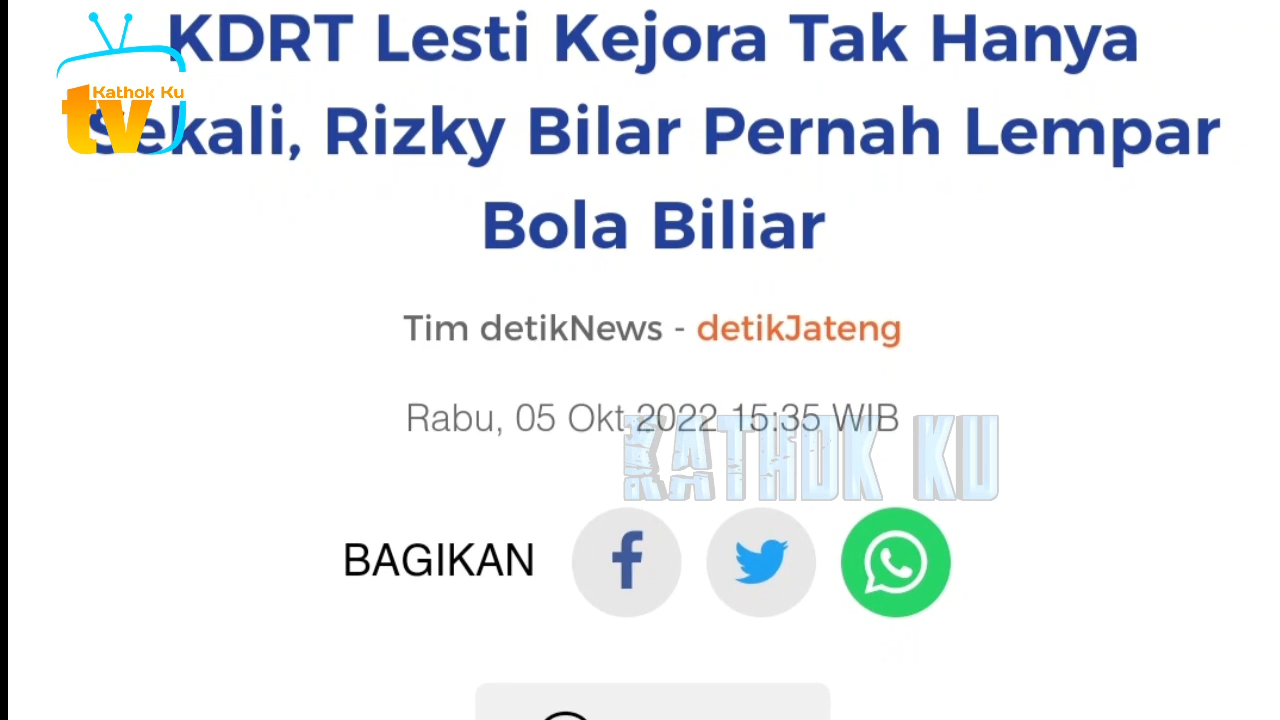 KDRT Lesti Kejora Tak Hanya
Sekali, Rizky Bilar Pernah Lempar
Bola Biliar
Kathok Ku
tv
Tim detikNews - detikJateng
Rabu, 05 Okt 2022 15:35 WIB
KATHOK KU
BAGIKAN